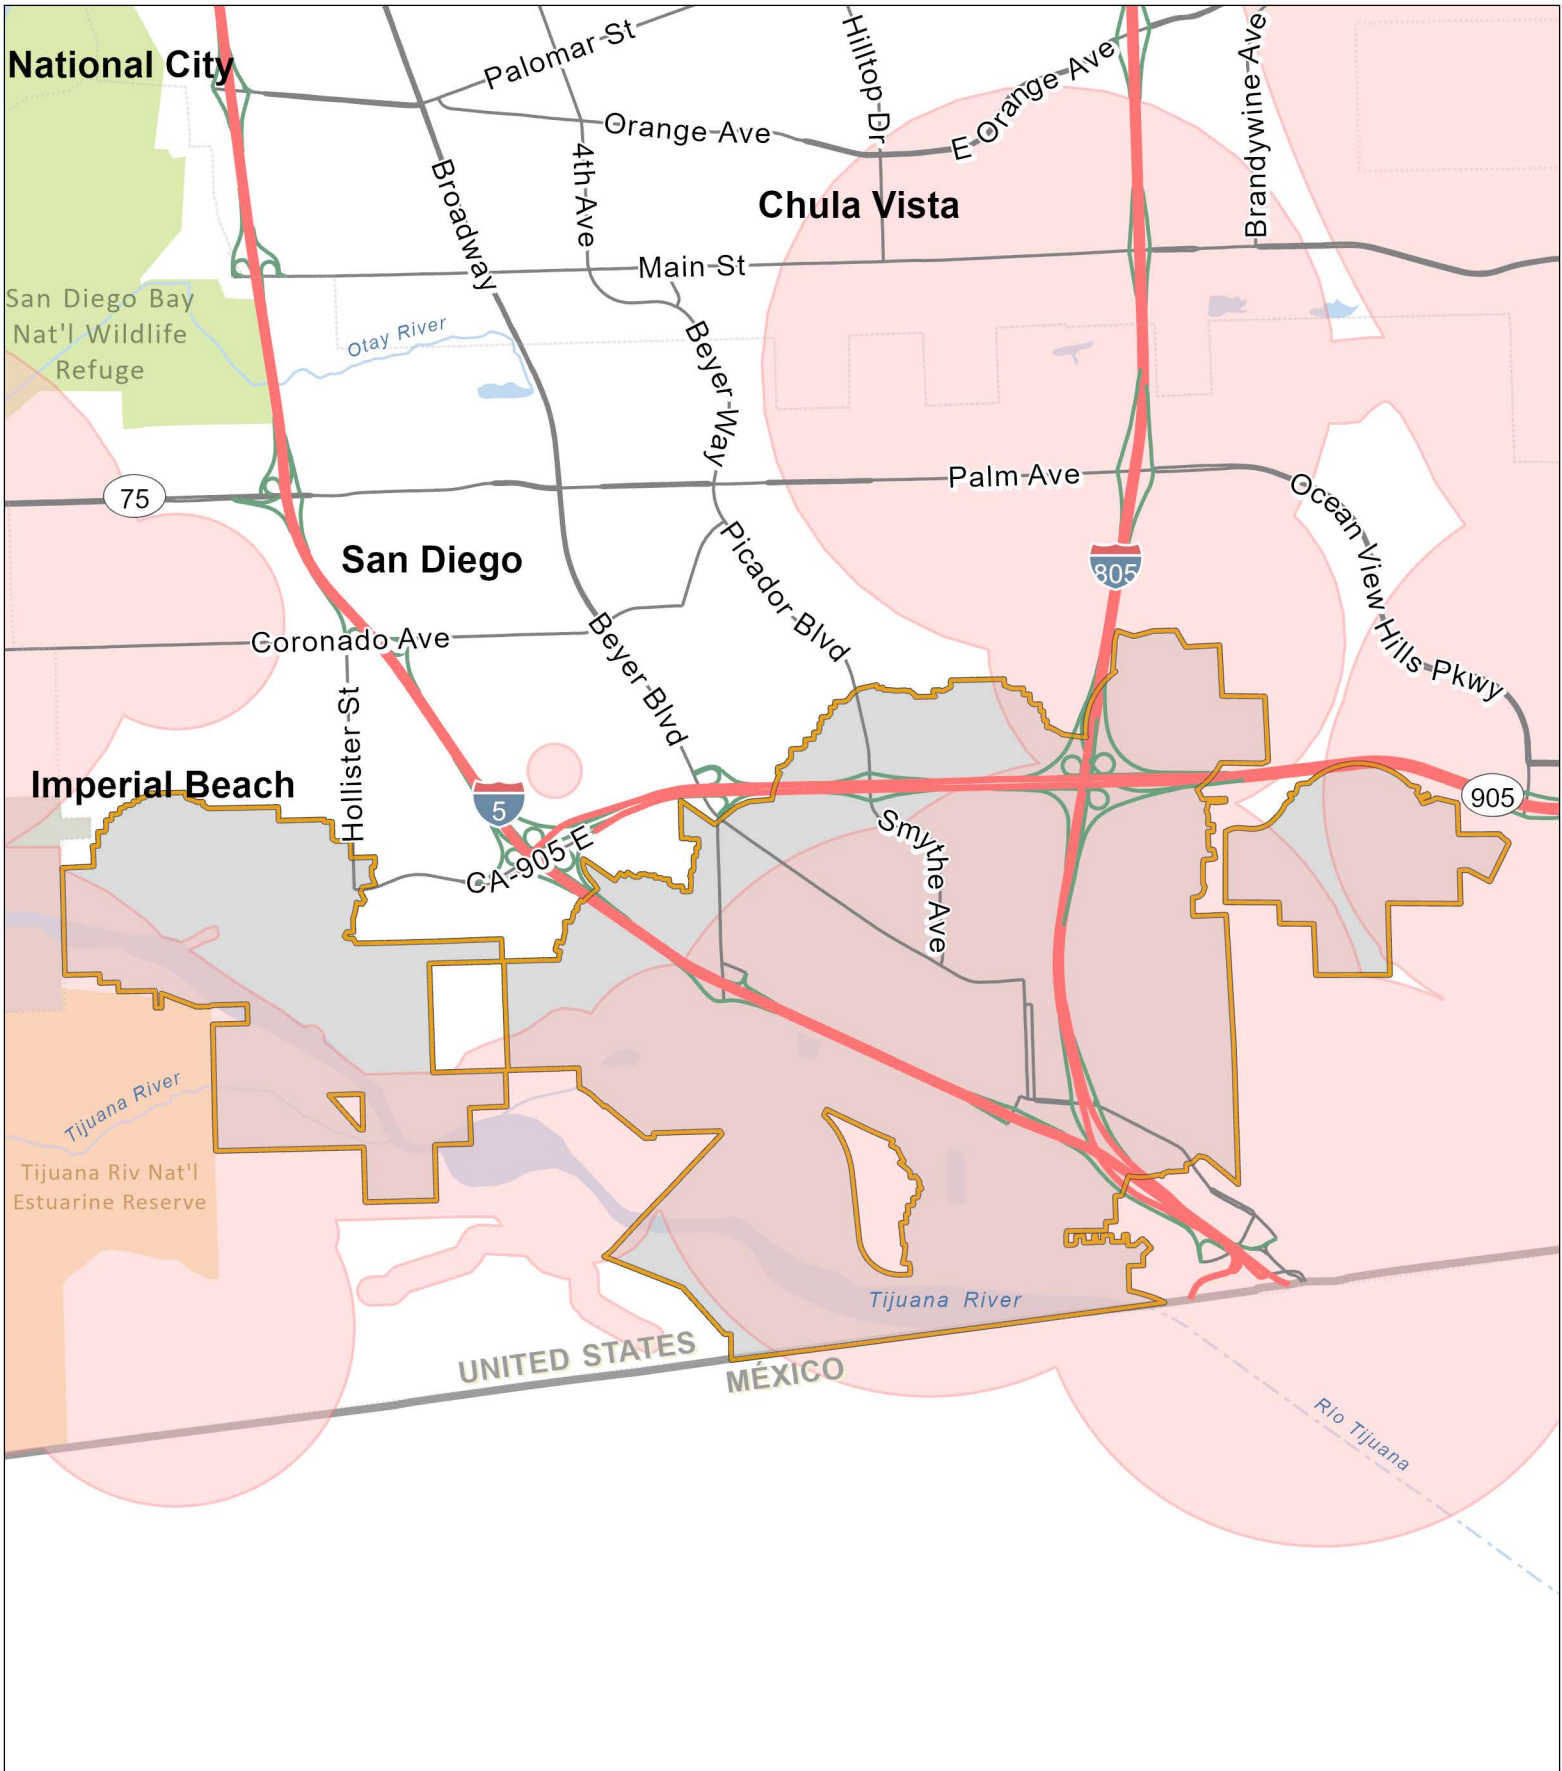 National City
Palomar St
Hilltop Dr
E Orange Ave
Brandywine Ave
Orange Ave
4th Ave
Broadway
Chula Vista
Main St
San Diego Bay
Nat'l Wildlife
Refuge
Otay River
Beyer Way
75
Palm Ave
Ocean View Hills Pkwy
San Diego
Picador Blvd
805
Coronado Ave
Beyer Blvd
Hollister St
Imperial Beach
5
905
CA-905 E
Smythe Ave
Tijuana River
Tijuana Riv Nat'l
Estuarine Reserve
Tijuana River
UNITED STATES
MÉXICO
Río Tijuana